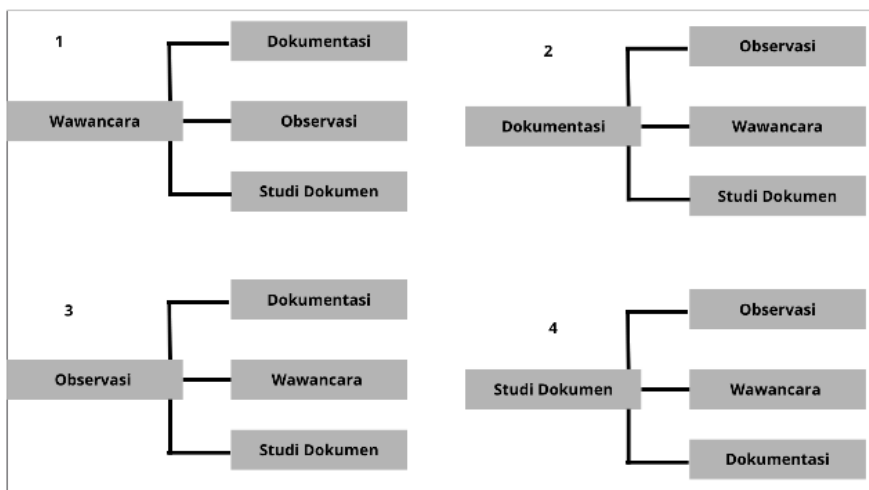 1
Wawancara
Dokumentasi
Observasi
Studi Dokumen
2
Dokumentasi
Observasi
Wawancara
Studi Dokumen
3
Observasi
Dokumentasi
Wawancara
Studi Dokumen
4
Studi Dokumen
Observasi
Wawancara
Dokumentasi